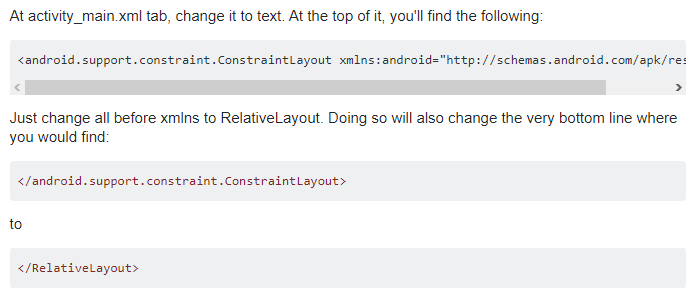 At activity_main.xml tab, change it to text. At the top of it, you'll find the following:
<android.support.constraint.ConstraintLayout xmlns:android="http://schemas.android.com/apk/res
Just change all before xmlns to RelativeLayout. Doing so will also change the very bottom line where
you would find:
</android.support.constraint.ConstraintLayout>
to
</RelativeLayout>